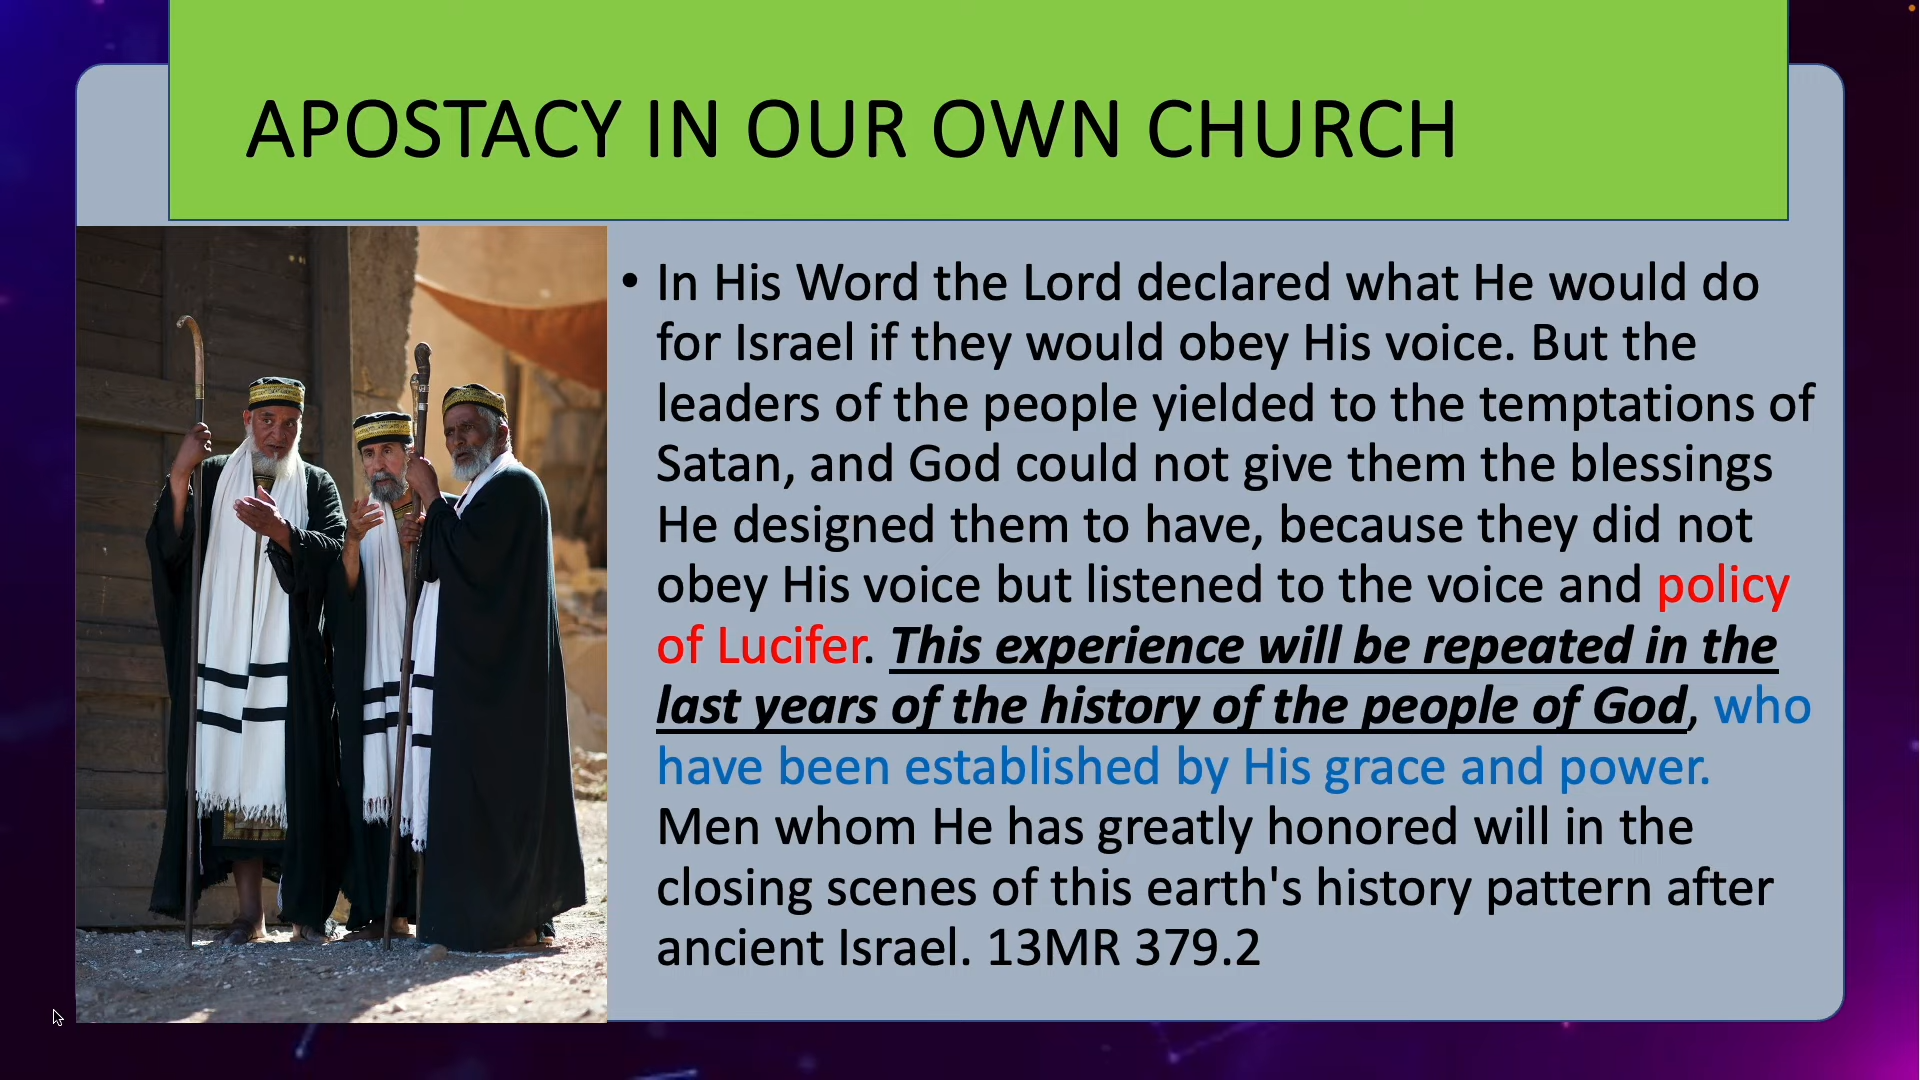 APOSTACY IN OUR OWN CHURCH
• In His Word the Lord declared what He would do
for Israel if they would obey His voice. But the
leaders of the people yielded to the temptations of
Satan, and God could not give them the blessings
He designed them to have, because they did not
obey His voice but listened to the voice and policy
of Lucifer. This experience will be repeated in the
last years of the history of the people of God, who
have been established by His grace and power.
Men whom He has greatly honored will in the
closing scenes of this earth's history pattern after
ancient Israel. 13MR 379.2